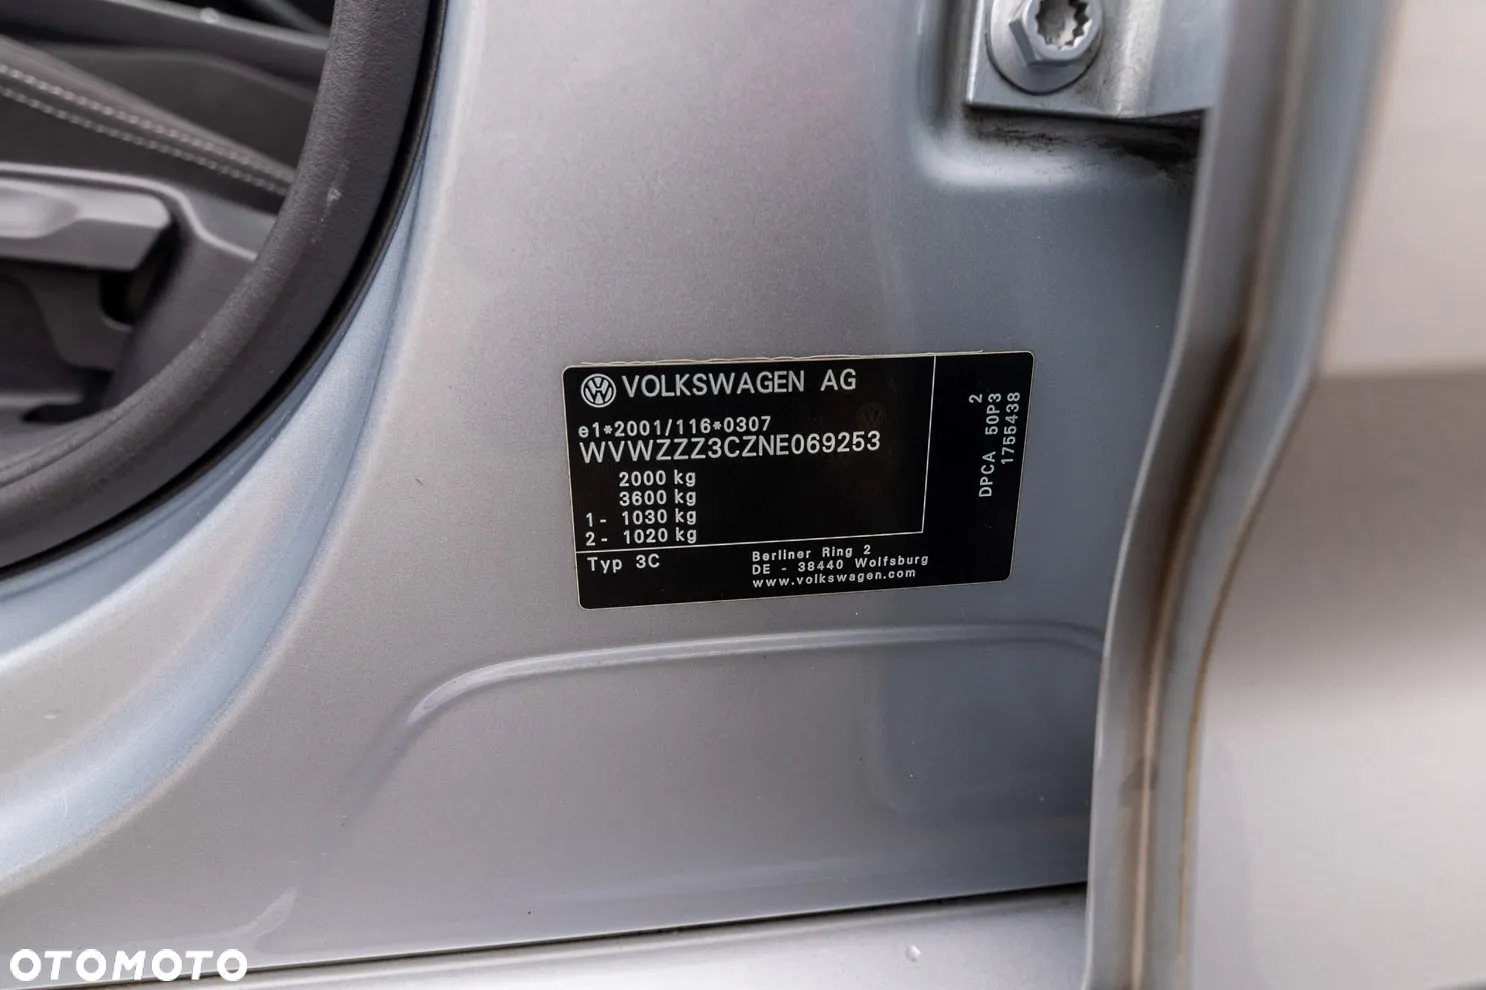 VOLKSWAGEN AG
e1*2001/116*0307
WVWZZZ3CZNE069253
2000 kg
3600 kg
1- 1030 kg
2- 1020 kg
Typ 3C
Berliner Ring 2
DE - 38440 Wolfsburg
www.volkswagen.com
2
DPCA 50P3
1755438
OTOMOTO